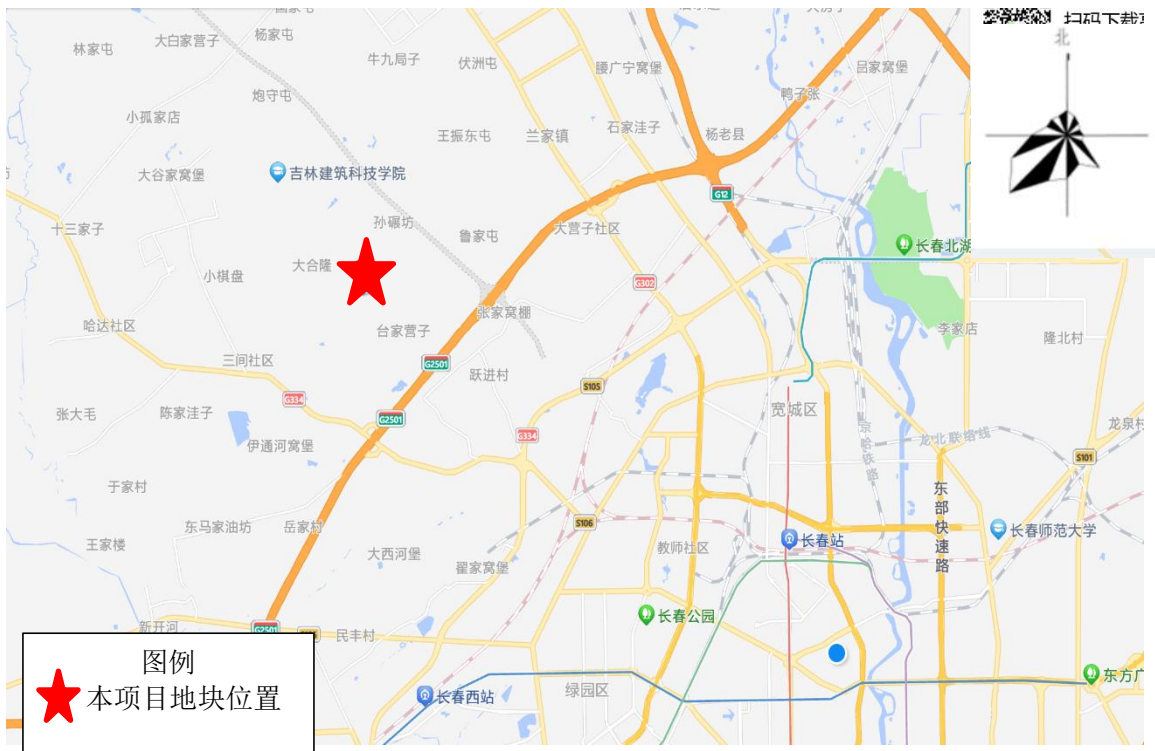 扫码下载
北
杨家屯
大白家营子
林家屯
牛九局子
伏洲屯
腰广宁窝堡
吕家窝堡
炮守屯
鸭子张
小孤家店
王振东屯
兰家镇
石家洼子
杨老县
大谷家窝堡
吉林建筑科技学院
G12
十三家子
孙碾坊
鲁家屯
大营子社区
长春北湖
大合隆
小棋盘
G302
张家窝棚
哈达社区
台家营子
李家店
隆北村
三间社区
G2501
跃进村
S105
G334
张大毛
陈家洼子
G2501
宽城区
龙泉村
伊通河窝堡
G334
京哈铁路
龙北联络线
S101
于家村
东部快速路
东马家油坊
岳家村
S106
长春师范大学
王家楼
大西河堡
教师社区
长春站
翟家窝堡
长春公园
新开河
G2501
民丰村
图例
本项目地块位置
长春西站
绿园区
东方广